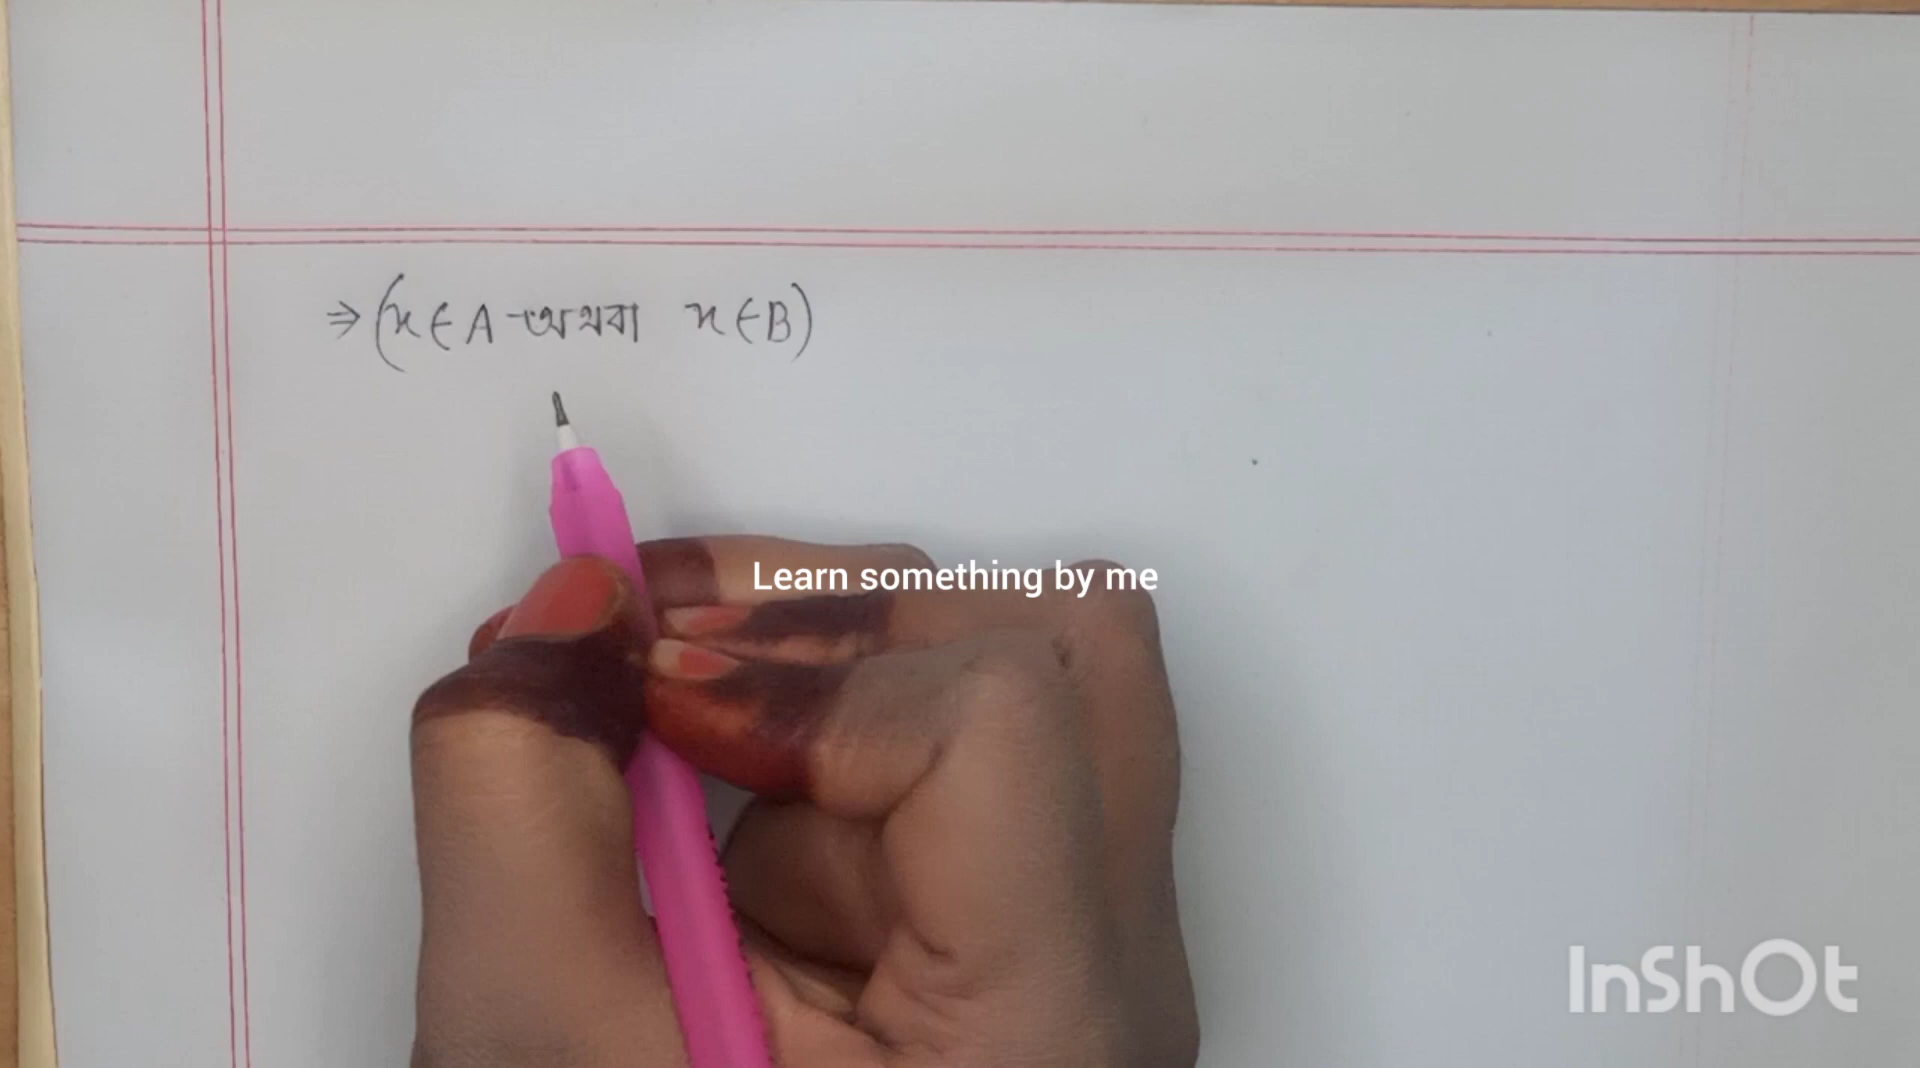 ⇒ (x ∈ A অথবা x ∈ B)
Learn something by me
InShOt